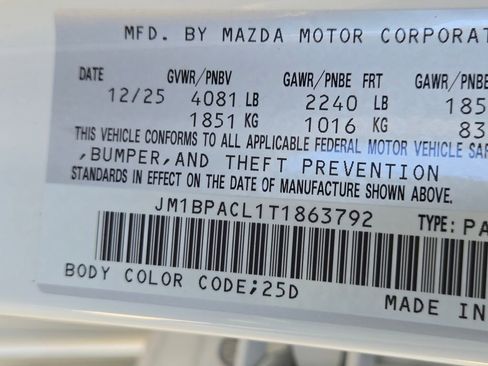 MFD. BY MAZDA MOTOR CORPORAT
DATE GVWR/PNBV GAWR/PNBE FRT GAWR/PNBE
12/25 4081 LB 2240 LB 185
1851 KG 1016 KG 83
THIS VEHICLE CONFORMS TO ALL APPLICABLE FEDERAL MOTOR VEHICLE SAF
,BUMPER,AND THEFT PREVENTION
STANDARDS IN EFFECT ON THE DATE OF MANUFACTURE SHOWN ABOVE.
JM1BPACL1T1863792 TYPE: PA
BODY COLOR CODE;25D
MADE IN